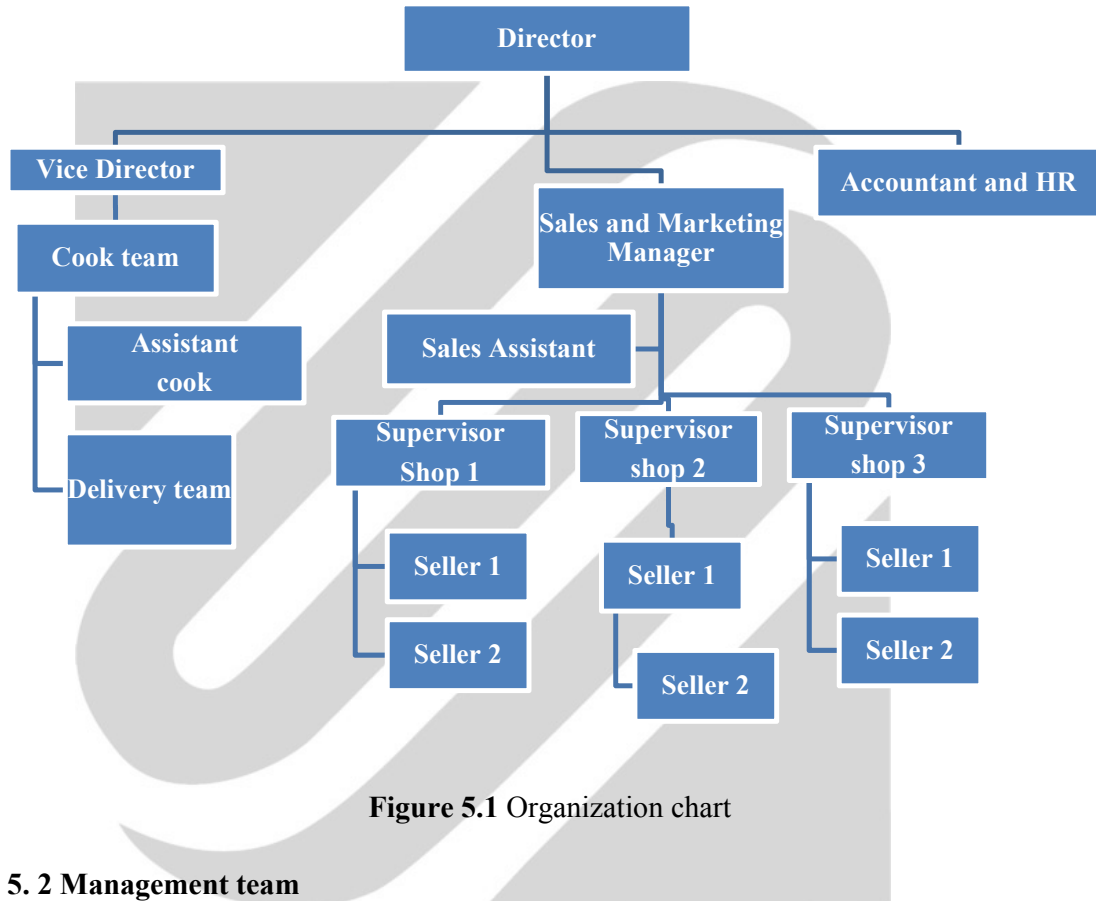 Director
Vice Director
Accountant and HR
Sales and Marketing
Manager
Cook team
Assistant
cook
Sales Assistant
Delivery team
Supervisor
Shop 1
Supervisor
shop 2
Supervisor
shop 3
Seller 1
Seller 2
Seller 1
Seller 2
Seller 1
Seller 2
Figure 5.1 Organization chart
5. 2 Management team